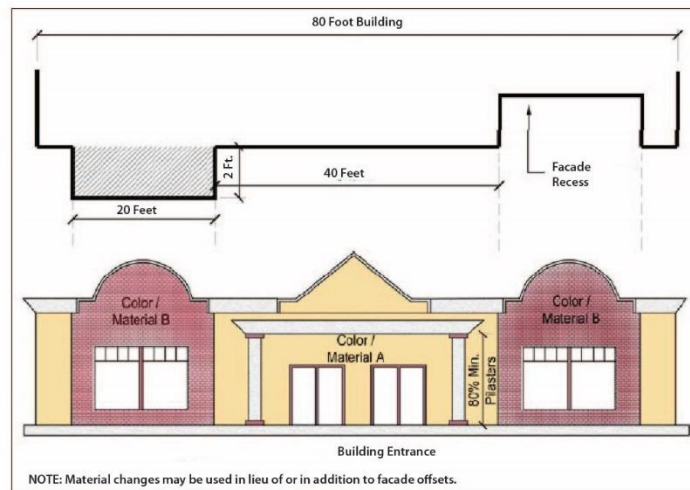 80 Foot Building
2 Ft.
40 Feet
Facade
Recess
20 Feet
Color /
Material B
Color /
Material A
80% Min.
Pilasters
Color /
Material B
Building Entrance
NOTE: Material changes may be used in lieu of or in addition to facade offsets.